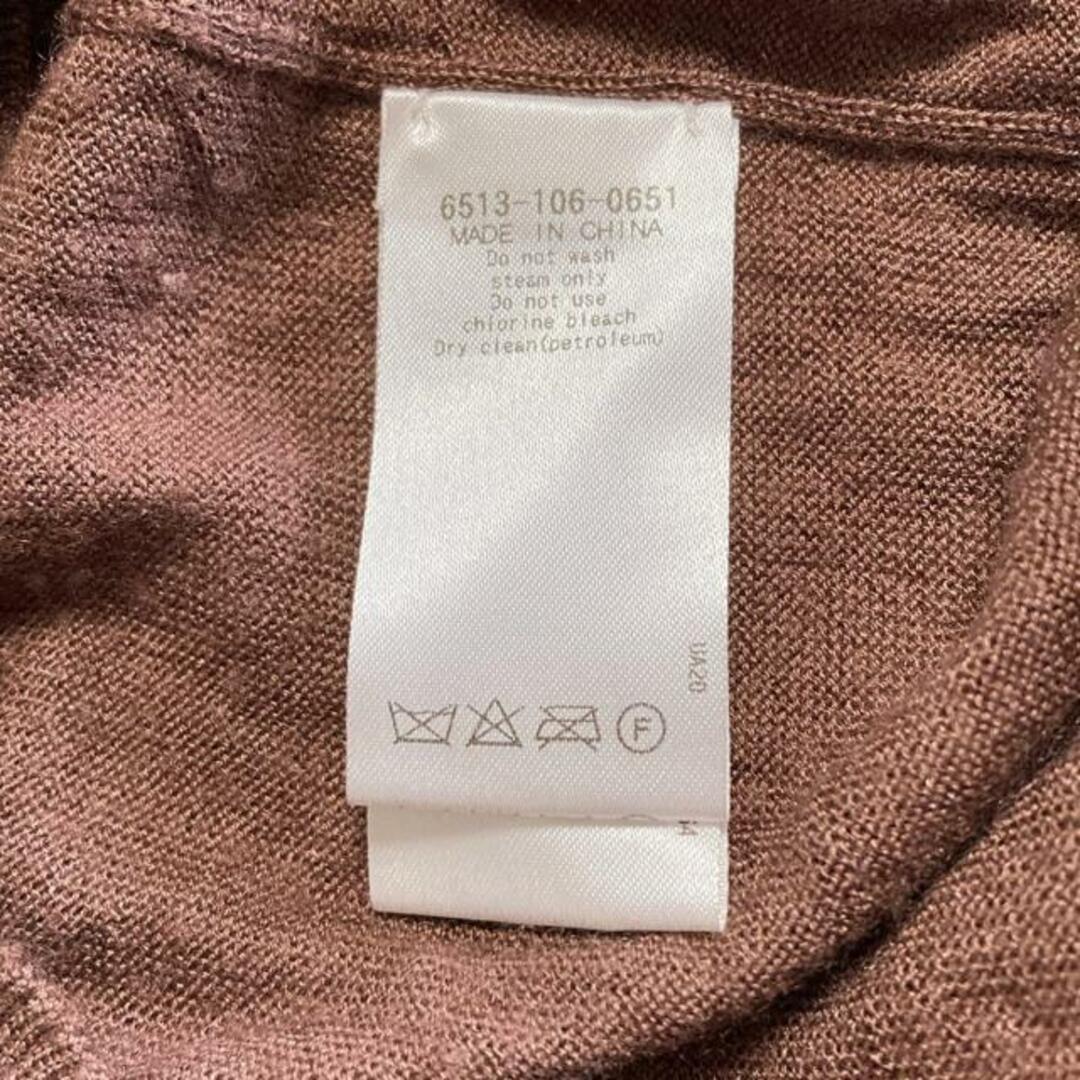 6513-106-0651
MADE IN CHINA
Do not wash
steam only
Do not use
chlorine bleach
Dry clean(petroleum)
UA20
F